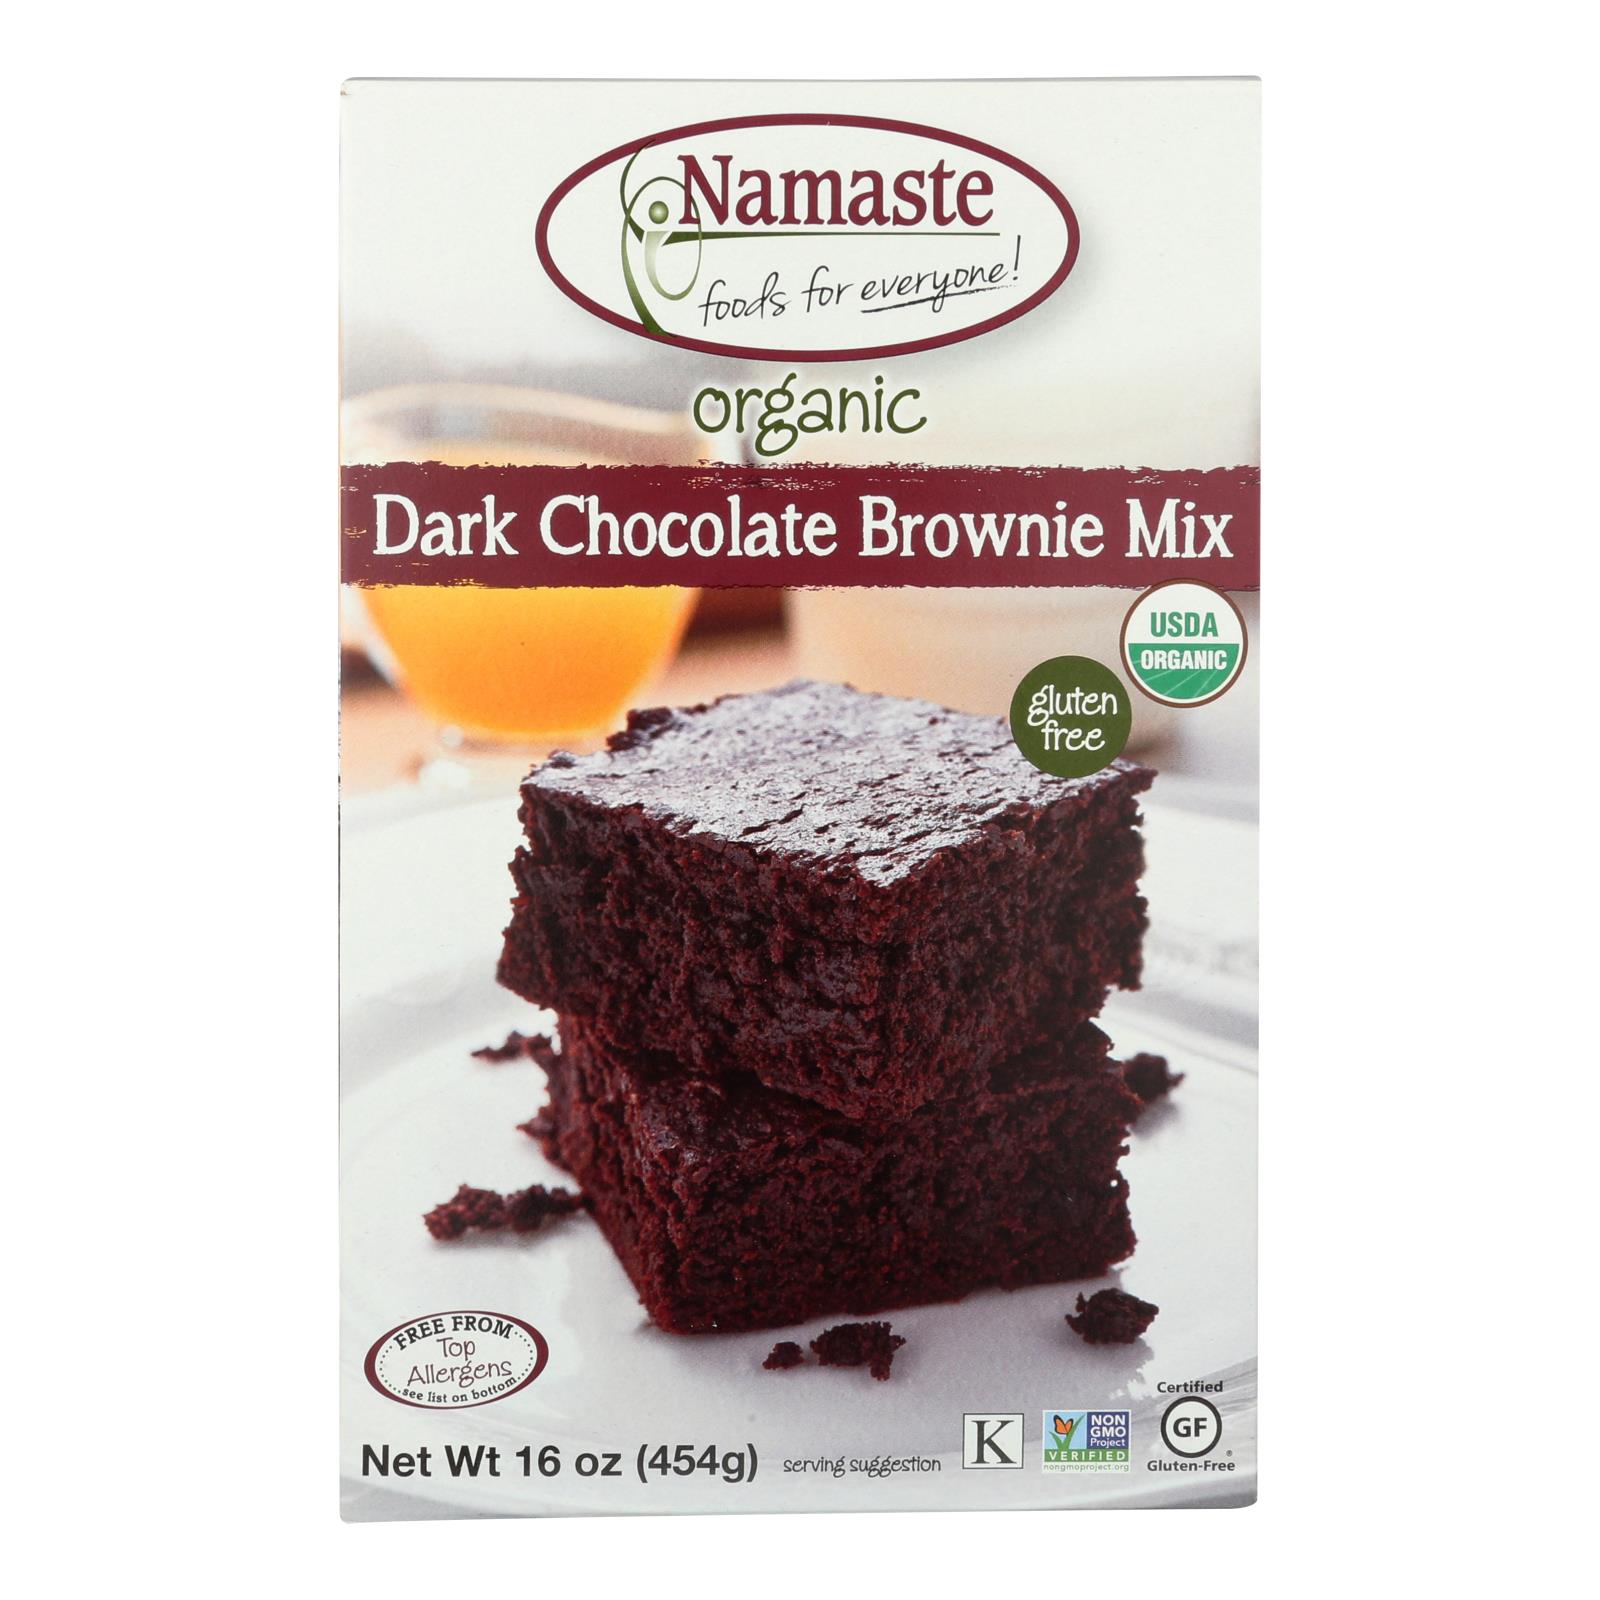 Namaste
foods for everyone!
organic
Dark Chocolate Brownie Mix
USDA
ORGANIC
gluten
free
FREE FROM
Top
Allergens
see list on bottom
Net Wt 16 oz (454g)
serving suggestion
K
NON
GMO
Project
VERIFIED
nongmoproject.org
Certified
GF
®
Gluten-Free